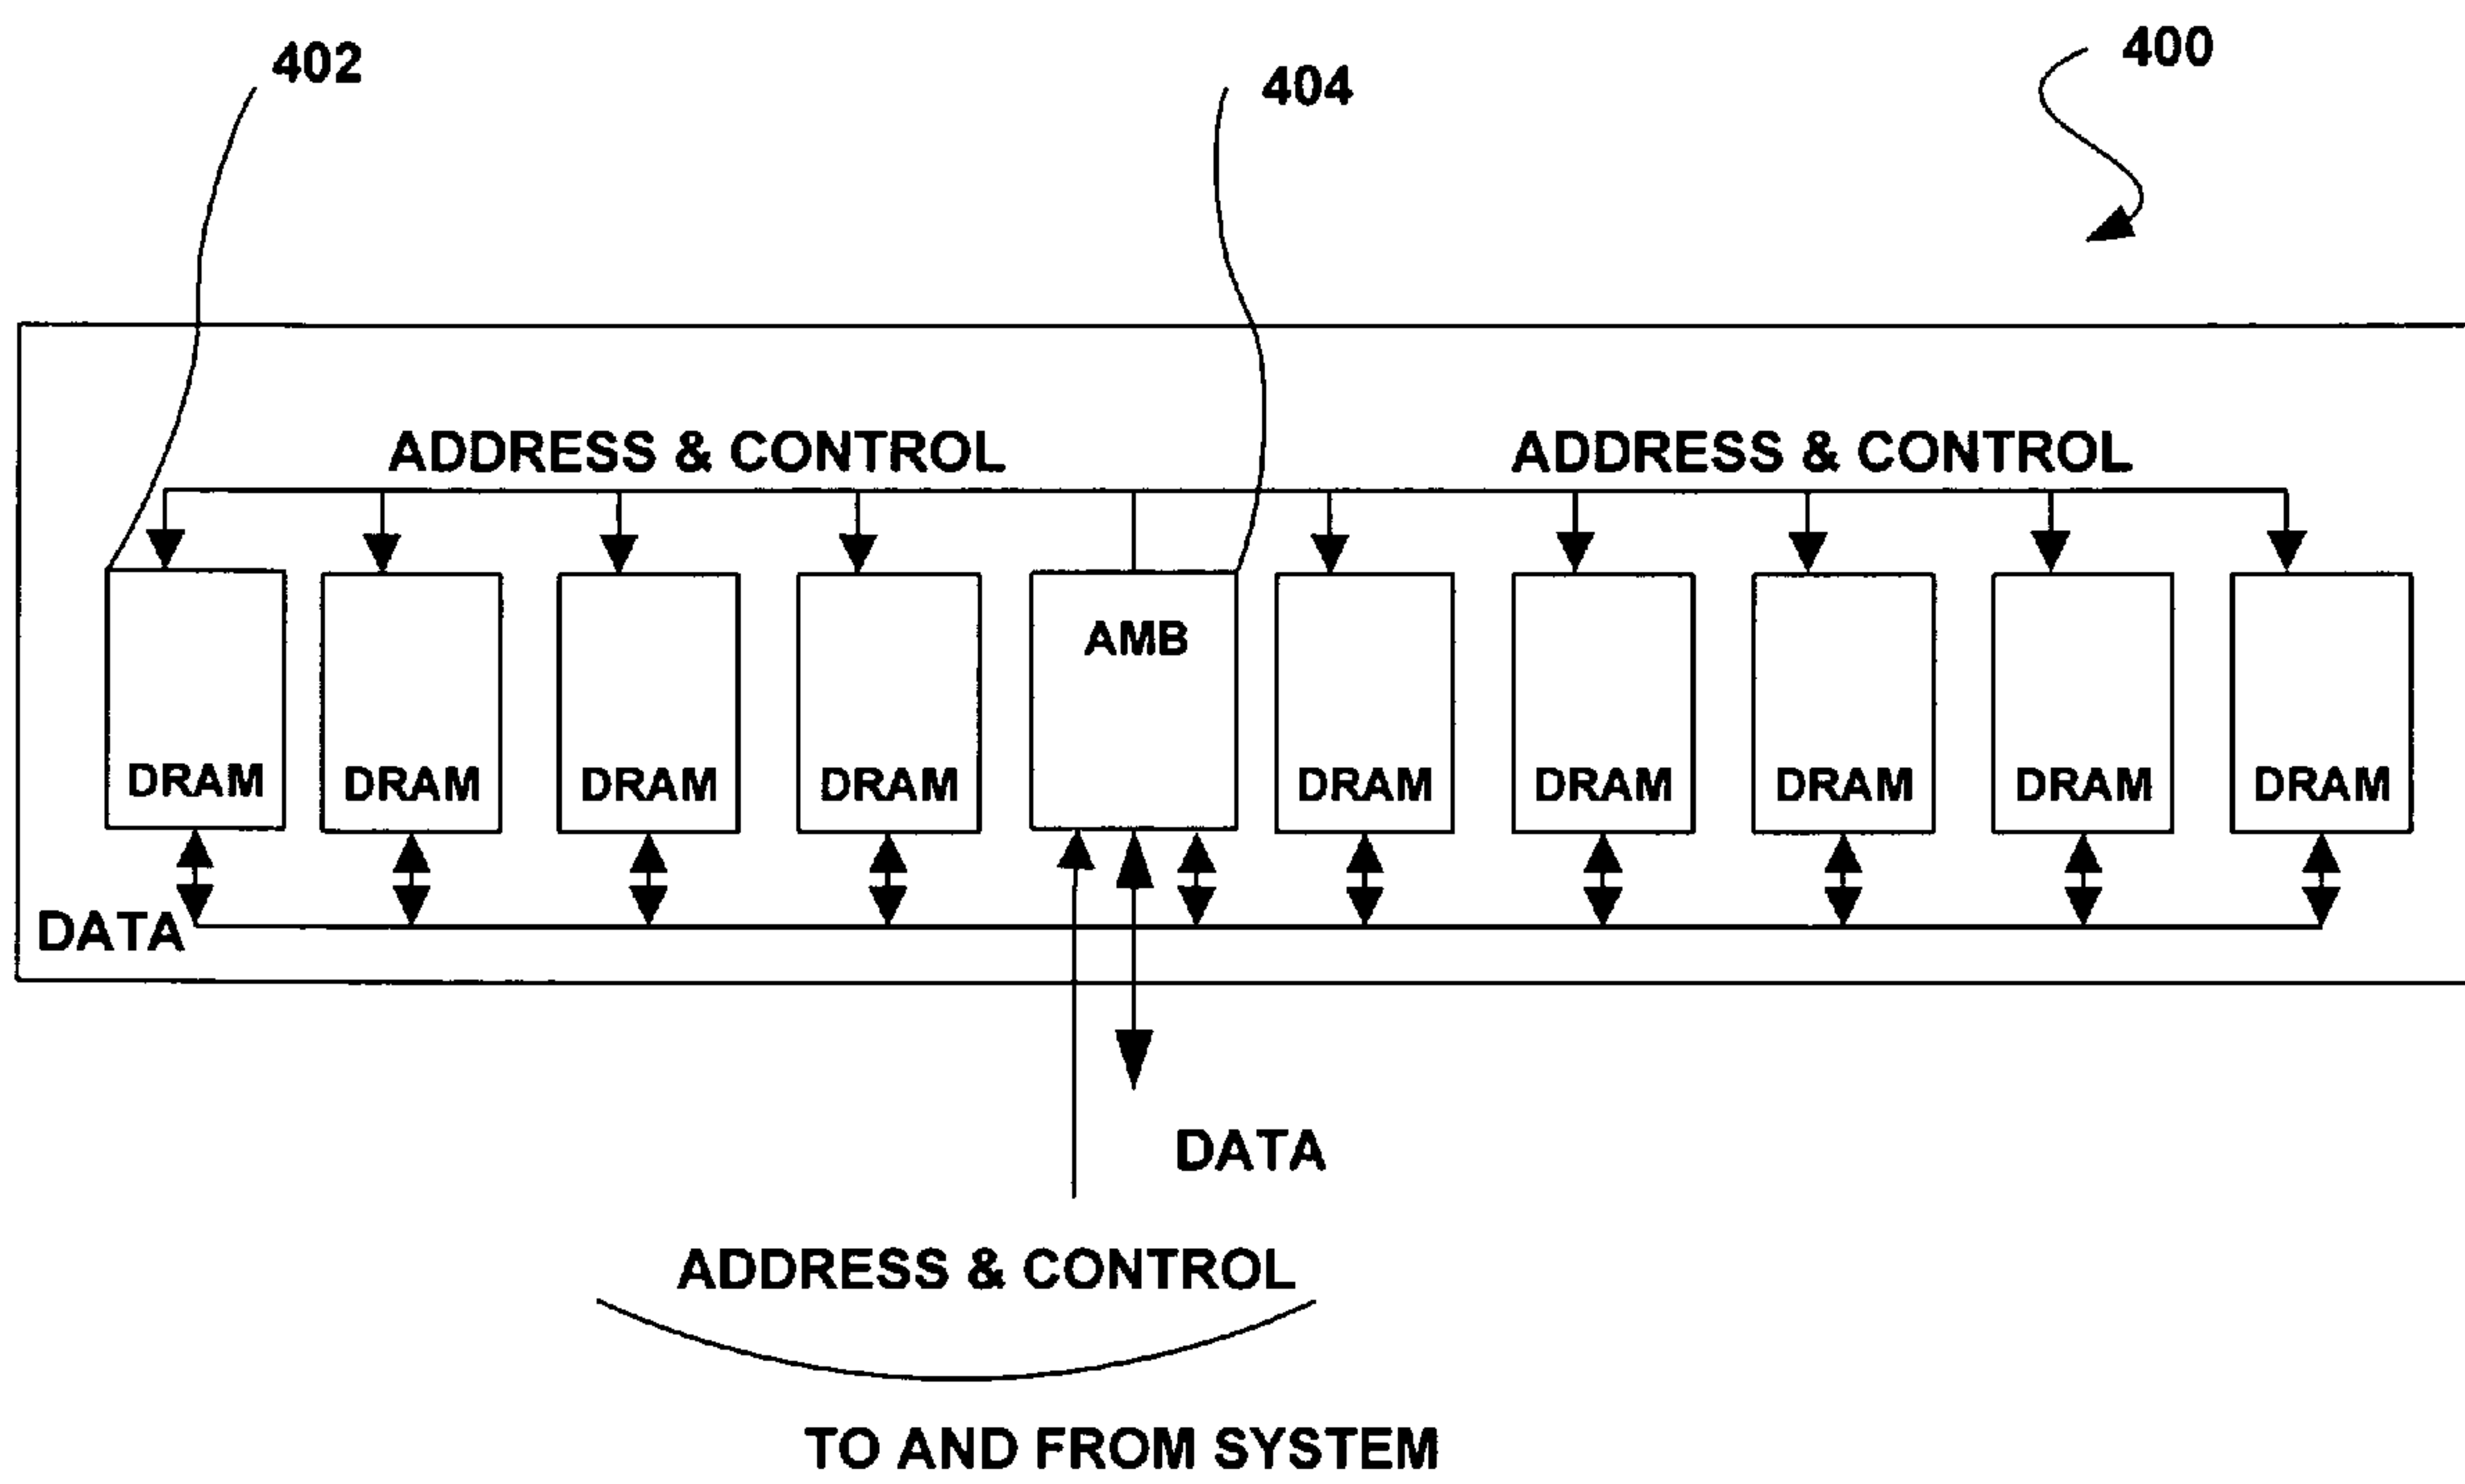 402
404
400
ADDRESS & CONTROL
ADDRESS & CONTROL
AMB
DRAM
DRAM
DRAM
DRAM
DRAM
DRAM
DRAM
DRAM
DRAM
DATA
DATA
ADDRESS & CONTROL
TO AND FROM SYSTEM